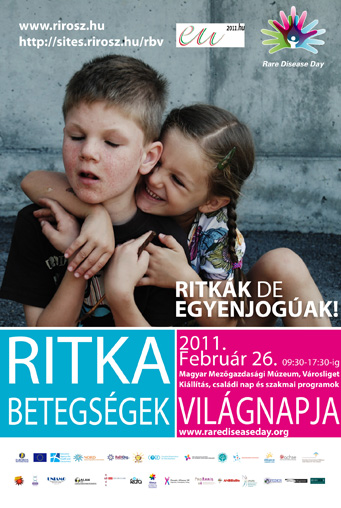 www.rirosz.hu
http://sites.rirosz.hu/rbv
eu 2011.hu
Rare Disease Day
RITKÁK DE
EGYENJOGÚAK!
RITKA
BETEGSÉGEK
2011.
Február 26. 09:30-17:30-ig
Magyar Mezőgazdasági Múzeum, Városliget
Kiállítás, családi nap és szakmai programok
VILÁGNAPJA
www.rarediseaseday.org